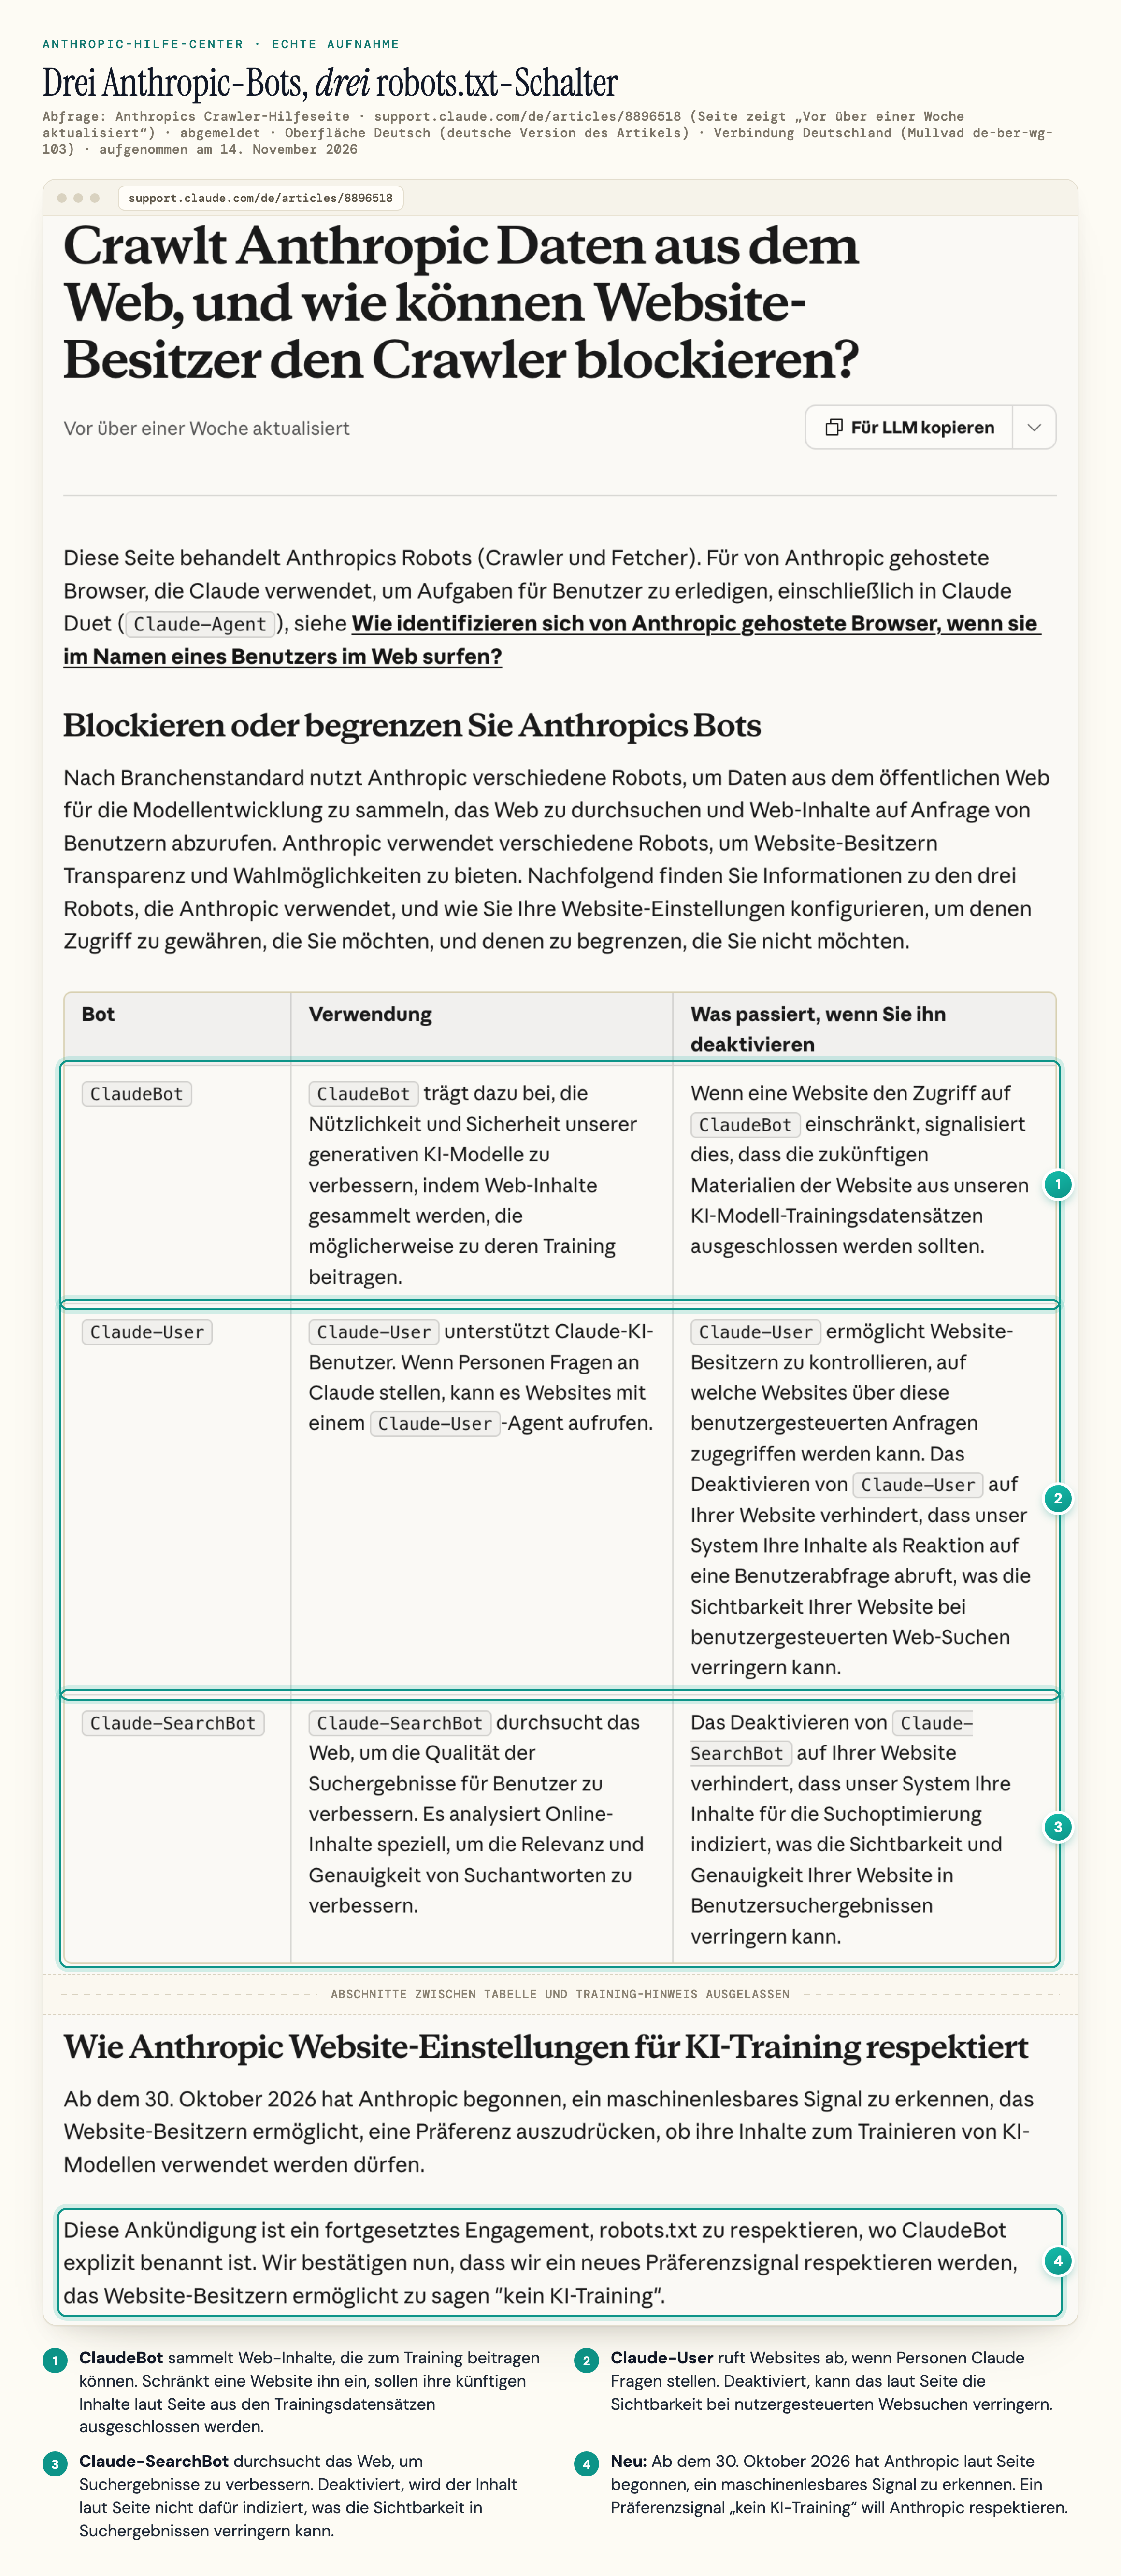 ANTHROPIC-HILFE-CENTER · ECHTE AUFNAHME
Drei Anthropic-Bots, drei robots.txt-Schalter
Abfrage: Anthropics Crawler-Hilfeseite · support.claude.com/de/articles/8896518 (Seite zeigt „Vor über einer Woche
aktualisiert“) · abgemeldet · Oberfläche Deutsch (deutsche Version des Artikels) · Verbindung Deutschland (Mullvad de-ber-wg-
103) · aufgenommen am 14. November 2026
support.claude.com/de/articles/8896518
Crawlt Anthropic Daten aus dem
Web, und wie können Website-
Besitzer den Crawler blockieren?
Vor über einer Woche aktualisiert
Für LLM kopieren
Diese Seite behandelt Anthropics Robots (Crawler und Fetcher). Für von Anthropic gehostete
Browser, die Claude verwendet, um Aufgaben für Benutzer zu erledigen, einschließlich in Claude
Duet (Claude-Agent), siehe Wie identifizieren sich von Anthropic gehostete Browser, wenn sie
im Namen eines Benutzers im Web surfen?
Blockieren oder begrenzen Sie Anthropics Bots
Nach Branchenstandard nutzt Anthropic verschiedene Robots, um Daten aus dem öffentlichen Web
für die Modellentwicklung zu sammeln, das Web zu durchsuchen und Web-Inhalte auf Anfrage von
Benutzern abzurufen. Anthropic verwendet verschiedene Robots, um Website-Besitzern
Transparenz und Wahlmöglichkeiten zu bieten. Nachfolgend finden Sie Informationen zu den drei
Robots, die Anthropic verwendet, und wie Sie Ihre Website-Einstellungen konfigurieren, um denen
Zugriff zu gewähren, die Sie möchten, und denen zu begrenzen, die Sie nicht möchten.
Bot
Verwendung
Was passiert, wenn Sie ihn
deaktivieren
ClaudeBot
ClaudeBot trägt dazu bei, die
Nützlichkeit und Sicherheit unserer
generativen KI-Modelle zu
verbessern, indem Web-Inhalte
gesammelt werden, die
möglicherweise zu deren Training
beitragen.
Wenn eine Website den Zugriff auf
ClaudeBot einschränkt, signalisiert
dies, dass die zukünftigen
Materialien der Website aus unseren
KI-Modell-Trainingsdatensätzen
ausgeschlossen werden sollten.
1
Claude-User
Claude-User unterstützt Claude-KI-
Benutzer. Wenn Personen Fragen an
Claude stellen, kann es Websites mit
einem Claude-User-Agent aufrufen.
Claude-User ermöglicht Website-
Besitzern zu kontrollieren, auf
welche Websites über diese
benutzergesteuerten Anfragen
zugegriffen werden kann. Das
Deaktivieren von Claude-User auf
Ihrer Website verhindert, dass unser
System Ihre Inhalte als Reaktion auf
eine Benutzerabfrage abruft, was die
Sichtbarkeit Ihrer Website bei
benutzergesteuerten Web-Suchen
verringern kann.
2
Claude-SearchBot
Claude-SearchBot durchsucht das
Web, um die Qualität der
Suchergebnisse für Benutzer zu
verbessern. Es analysiert Online-
Inhalte speziell, um die Relevanz und
Genauigkeit von Suchantworten zu
verbessern.
Das Deaktivieren von Claude-
SearchBot auf Ihrer Website
verhindert, dass unser System Ihre
Inhalte für die Suchoptimierung
indiziert, was die Sichtbarkeit und
Genauigkeit Ihrer Website in
Benutzersuchergebnissen
verringern kann.
3
ABSCHNITTE ZWISCHEN TABELLE UND TRAINING-HINWEIS AUSGELASSEN
Wie Anthropic Website-Einstellungen für KI-Training respektiert
Ab dem 30. Oktober 2026 hat Anthropic begonnen, ein maschinenlesbares Signal zu erkennen, das
Website-Besitzern ermöglicht, eine Präferenz auszudrücken, ob ihre Inhalte zum Trainieren von KI-
Modellen verwendet werden dürfen.
Diese Ankündigung ist ein fortgesetztes Engagement, robots.txt zu respektieren, wo ClaudeBot
explizit benannt ist. Wir bestätigen nun, dass wir ein neues Präferenzsignal respektieren werden,
das Website-Besitzern ermöglicht zu sagen "kein KI-Training".
4
1 ClaudeBot sammelt Web-Inhalte, die zum Training beitragen
können. Schränkt eine Website ihn ein, sollen ihre künftigen
Inhalte laut Seite aus den Trainingsdatensätzen
ausgeschlossen werden.
2 Claude-User ruft Websites ab, wenn Personen Claude
Fragen stellen. Deaktiviert, kann das laut Seite die
Sichtbarkeit bei nutzergesteuerten Websuchen verringern.
3 Claude-SearchBot durchsucht das Web, um
Suchergebnisse zu verbessern. Deaktiviert, wird der Inhalt
laut Seite nicht dafür indiziert, was die Sichtbarkeit in
Suchergebnissen verringern kann.
4 Neu: Ab dem 30. Oktober 2026 hat Anthropic laut Seite
begonnen, ein maschinenlesbares Signal zu erkennen. Ein
Präferenzsignal „kein KI-Training“ will Anthropic respektieren.